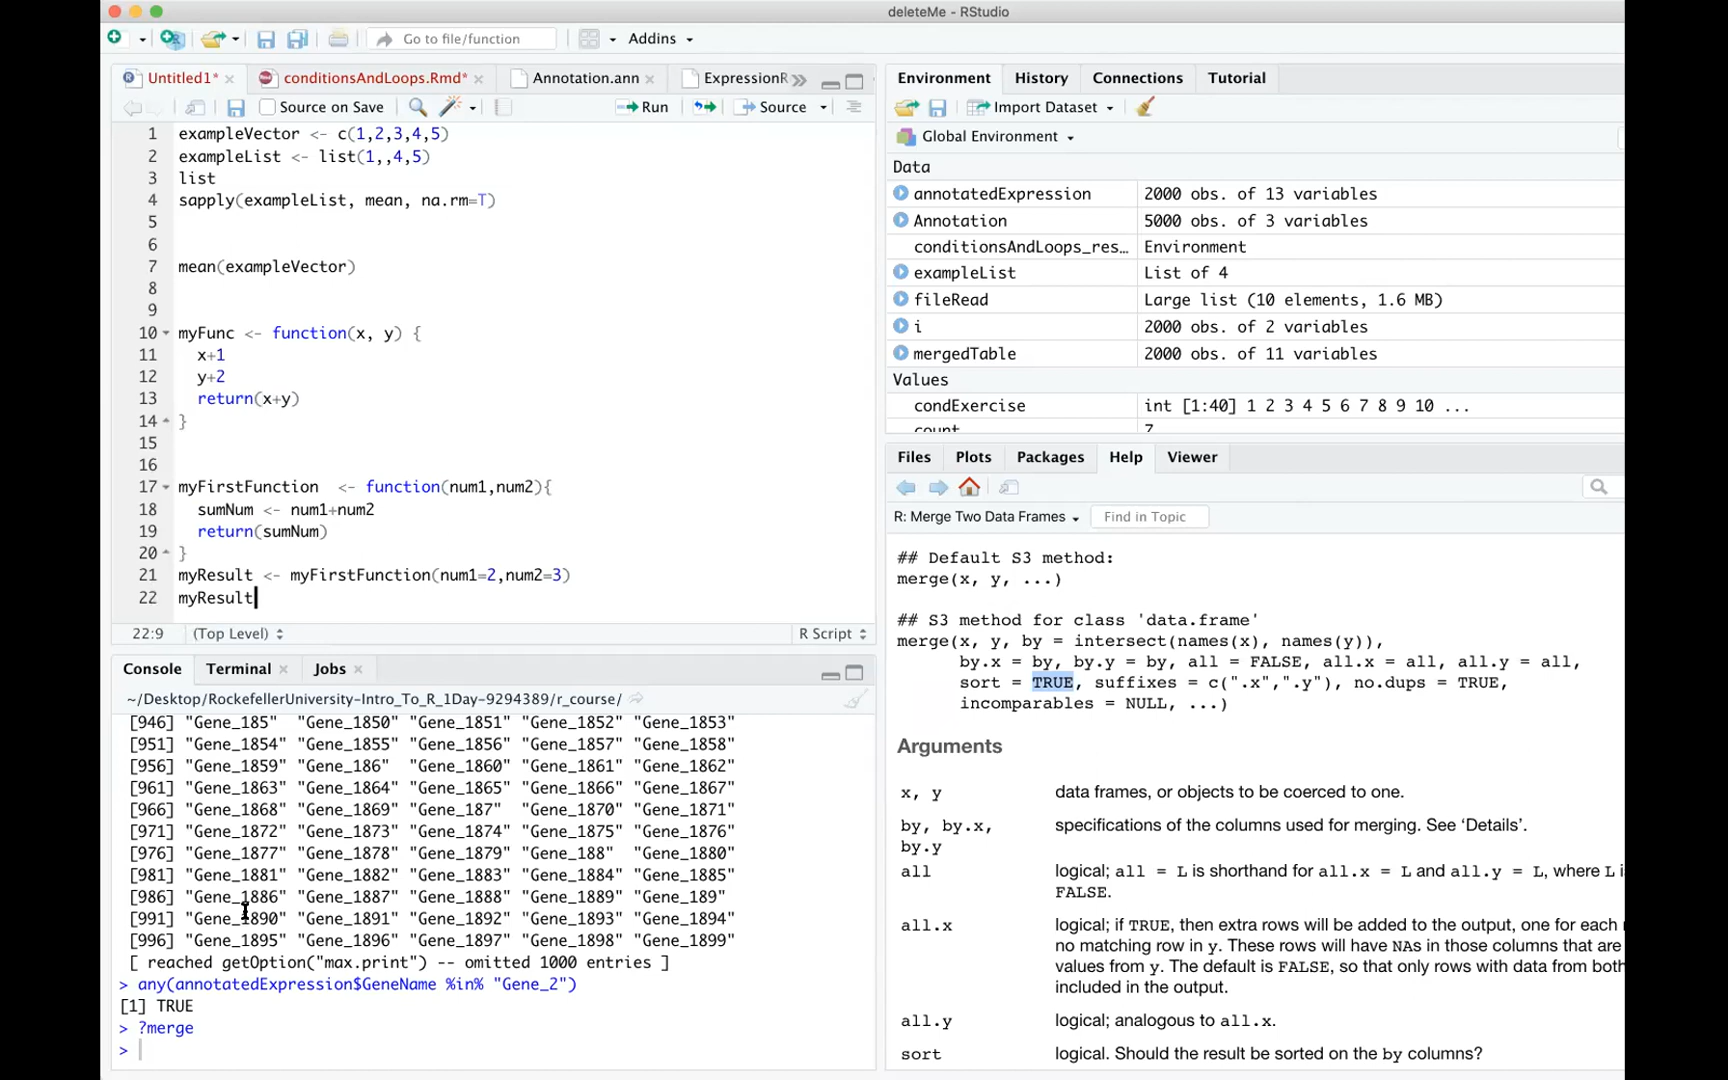 deleteMe - RStudio
Go to file/function
Addins
Untitled1*
conditionsAndLoops.Rmd*
Annotation.ann
ExpressionR
Source on Save
Run
Source
1 exampleVector <- c(1,2,3,4,5)
2 exampleList <- list(1,,4,5)
3 list
4 sapply(exampleList, mean, na.rm=T)
5
6
7 mean(exampleVector)
8
9
10 myFunc <- function(x, y) {
11 x+1
12 y+2
13 return(x+y)
14 }
15
16
17 myFirstFunction <- function(num1,num2){
18 sumNum <- num1+num2
19 return(sumNum)
20 }
21 myResult <- myFirstFunction(num1=2,num2=3)
22 myResult
22:9 (Top Level) R Script
Console Terminal Jobs
~/Desktop/RockefellerUniversity-Intro_To_R_1Day-9294389/r_course/
[946] "Gene_185" "Gene_1850" "Gene_1851" "Gene_1852" "Gene_1853"
[951] "Gene_1854" "Gene_1855" "Gene_1856" "Gene_1857" "Gene_1858"
[956] "Gene_1859" "Gene_186" "Gene_1860" "Gene_1861" "Gene_1862"
[961] "Gene_1863" "Gene_1864" "Gene_1865" "Gene_1866" "Gene_1867"
[966] "Gene_1868" "Gene_1869" "Gene_187" "Gene_1870" "Gene_1871"
[971] "Gene_1872" "Gene_1873" "Gene_1874" "Gene_1875" "Gene_1876"
[976] "Gene_1877" "Gene_1878" "Gene_1879" "Gene_188" "Gene_1880"
[981] "Gene_1881" "Gene_1882" "Gene_1883" "Gene_1884" "Gene_1885"
[986] "Gene_1886" "Gene_1887" "Gene_1888" "Gene_1889" "Gene_189"
[991] "Gene_1890" "Gene_1891" "Gene_1892" "Gene_1893" "Gene_1894"
[996] "Gene_1895" "Gene_1896" "Gene_1897" "Gene_1898" "Gene_1899"
[ reached getOption("max.print") -- omitted 1000 entries ]
> any(annotatedExpression$GeneName %in% "Gene_2")
[1] TRUE
> ?merge
>
Environment History Connections Tutorial
Import Dataset
Global Environment
Data
annotatedExpression 2000 obs. of 13 variables
Annotation 5000 obs. of 3 variables
conditionsAndLoops_res… Environment
exampleList List of 4
fileRead Large list (10 elements, 1.6 MB)
i 2000 obs. of 2 variables
mergedTable 2000 obs. of 11 variables
Values
condExercise int [1:40] 1 2 3 4 5 6 7 8 9 10 ...
count 7
Files Plots Packages Help Viewer
R: Merge Two Data Frames Find in Topic
## Default S3 method:
merge(x, y, ...)
## S3 method for class 'data.frame'
merge(x, y, by = intersect(names(x), names(y)),
by.x = by, by.y = by, all = FALSE, all.x = all, all.y = all,
sort = TRUE, suffixes = c(".x",".y"), no.dups = TRUE,
incomparables = NULL, ...)
Arguments
x, y data frames, or objects to be coerced to one.
by, by.x, specifications of the columns used for merging. See ‘Details’.
by.y
all logical; all = L is shorthand for all.x = L and all.y = L, where L i
FALSE.
all.x logical; if TRUE, then extra rows will be added to the output, one for each
no matching row in y. These rows will have NAs in those columns that are
values from y. The default is FALSE, so that only rows with data from both
included in the output.
all.y logical; analogous to all.x.
sort logical. Should the result be sorted on the by columns?